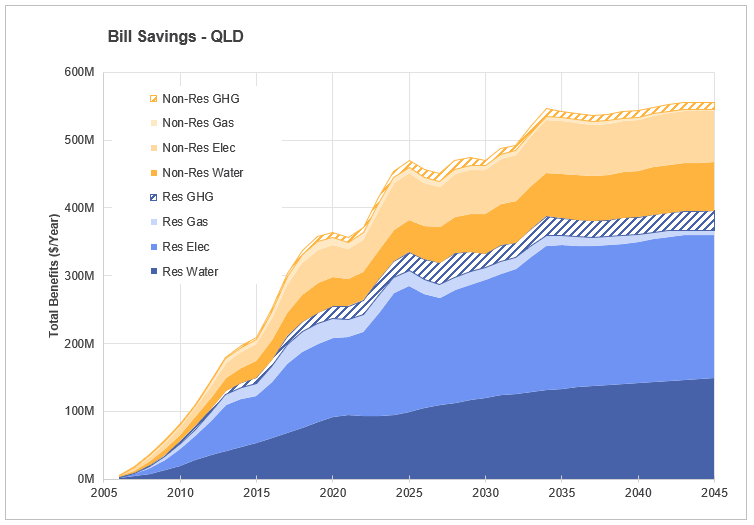 Bill Savings - QLD
Total Benefits ($/Year)
600M
500M
400M
300M
200M
100M
0M
Non-Res GHG
Non-Res Gas
Non-Res Elec
Non-Res Water
Res GHG
Res Gas
Res Elec
Res Water
2005 2010 2015 2020 2025 2030 2035 2040 2045